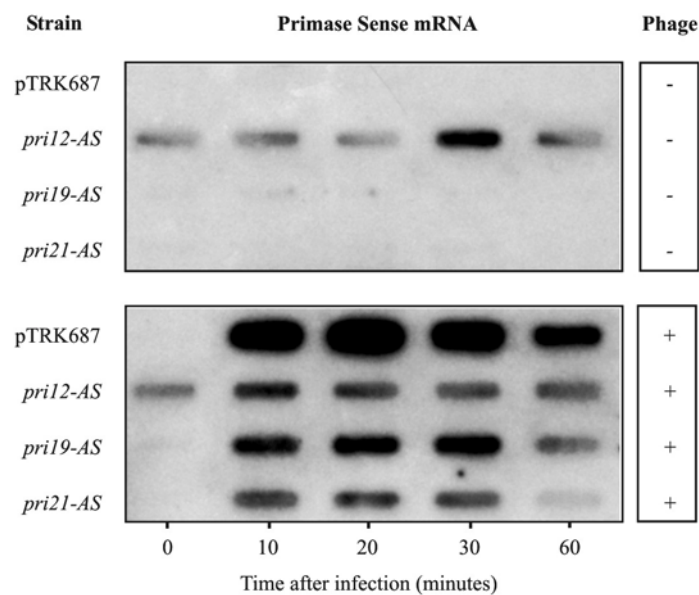 Strain Primase Sense mRNA Phage
pTRK687 -
pri12-AS -
pri19-AS -
pri21-AS -
pTRK687 +
pri12-AS +
pri19-AS +
pri21-AS +
0 10 20 30 60
Time after infection (minutes)